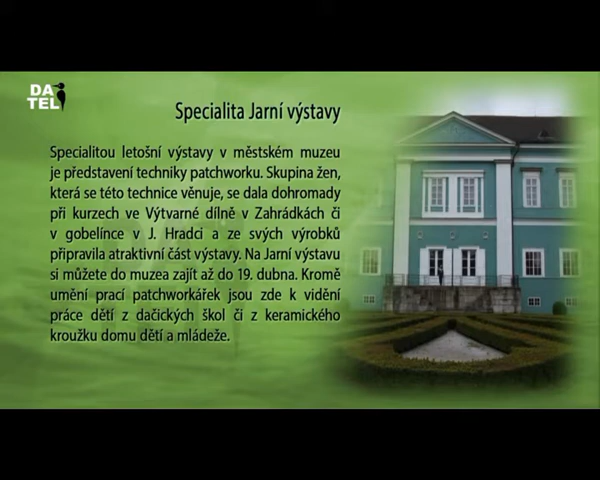 DA
TEL
Specialita Jarní výstavy
Specialitou letošní výstavy v městském muzeu
je představení techniky patchworku. Skupina žen,
která se této technice věnuje, se dala dohromady
při kurzech ve Výtvarné dílně v Zahrádkách či
v gobelínce v J. Hradci a ze svých výrobků
připravila atraktivní část výstavy. Na Jarní výstavu
si můžete do muzea zajít až do 19. dubna. Kromě
umění prací patchworkářek jsou zde k vidění
práce dětí z dačických škol či z keramického
kroužku domu dětí a mládeže.